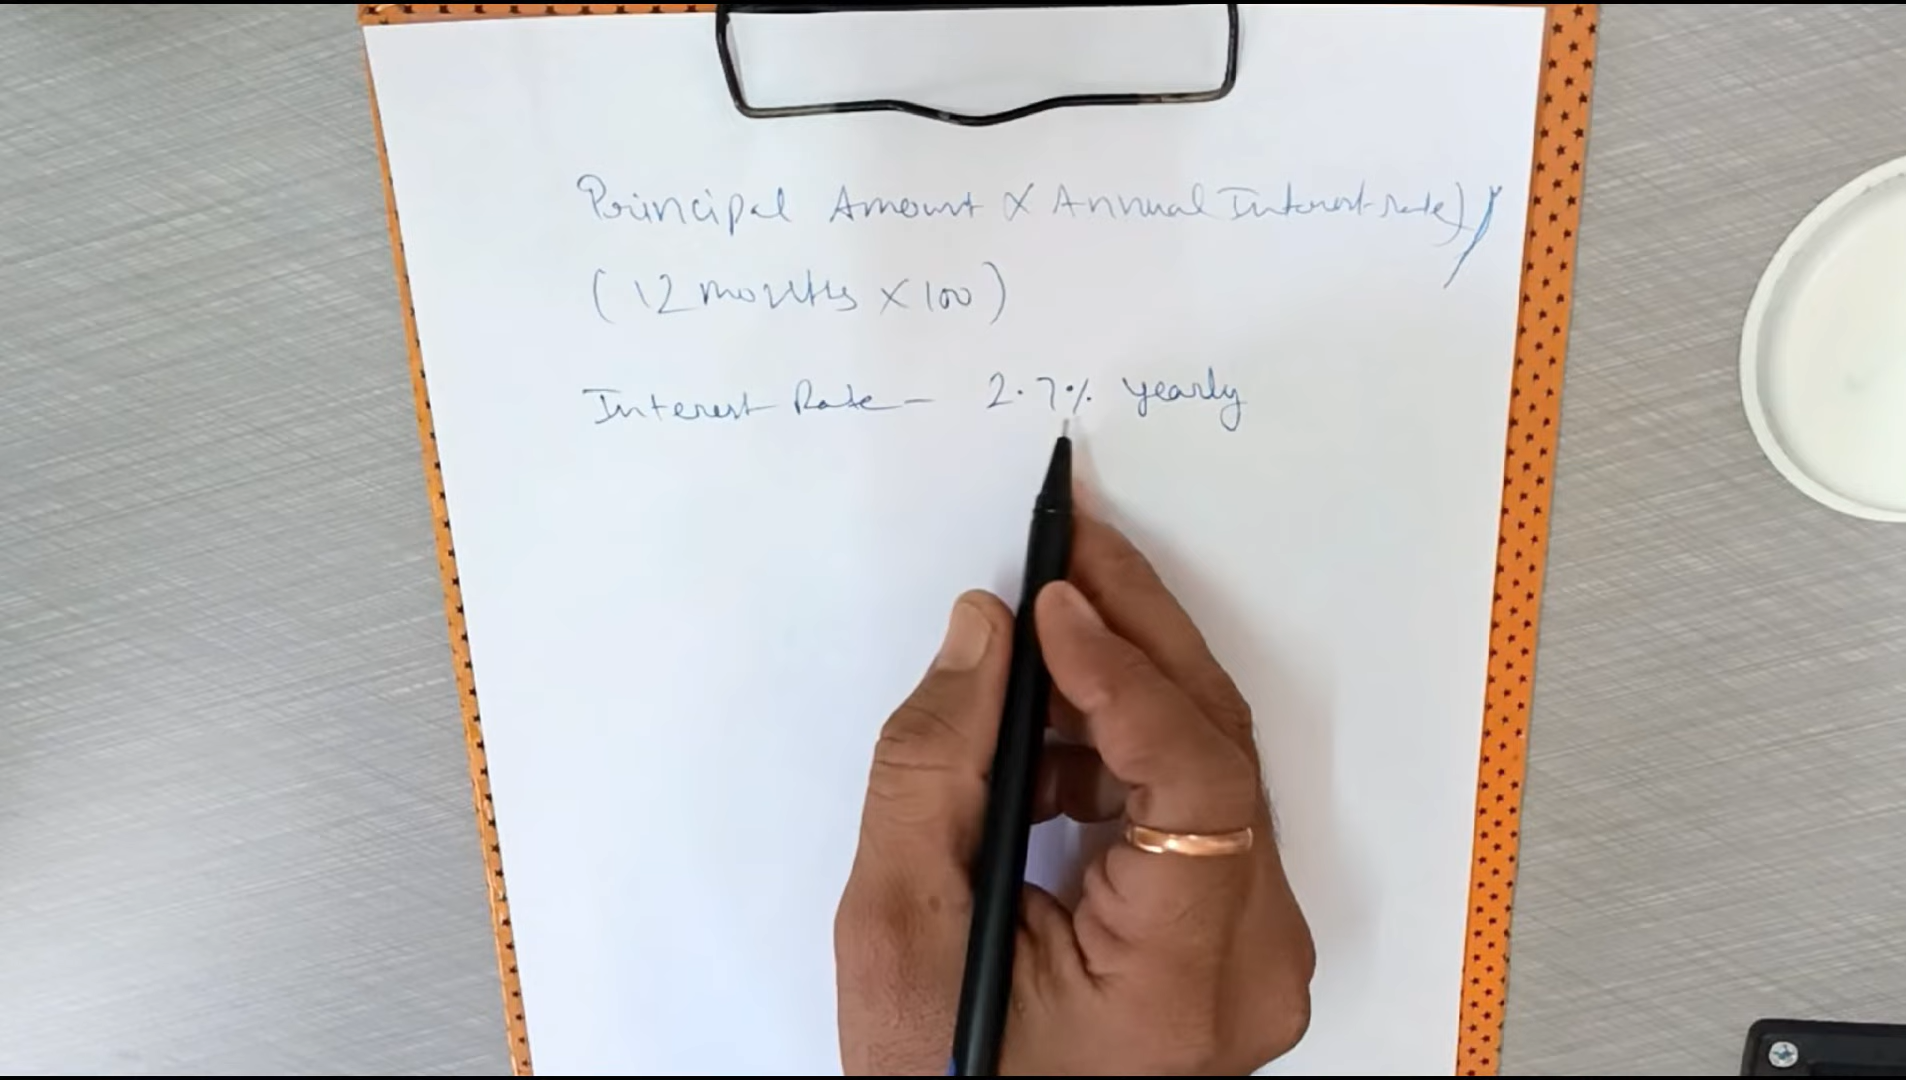 Principal Amount × Annual Interest rate) /
(12 months × 100)
Interest Rate - 2.7% yearly